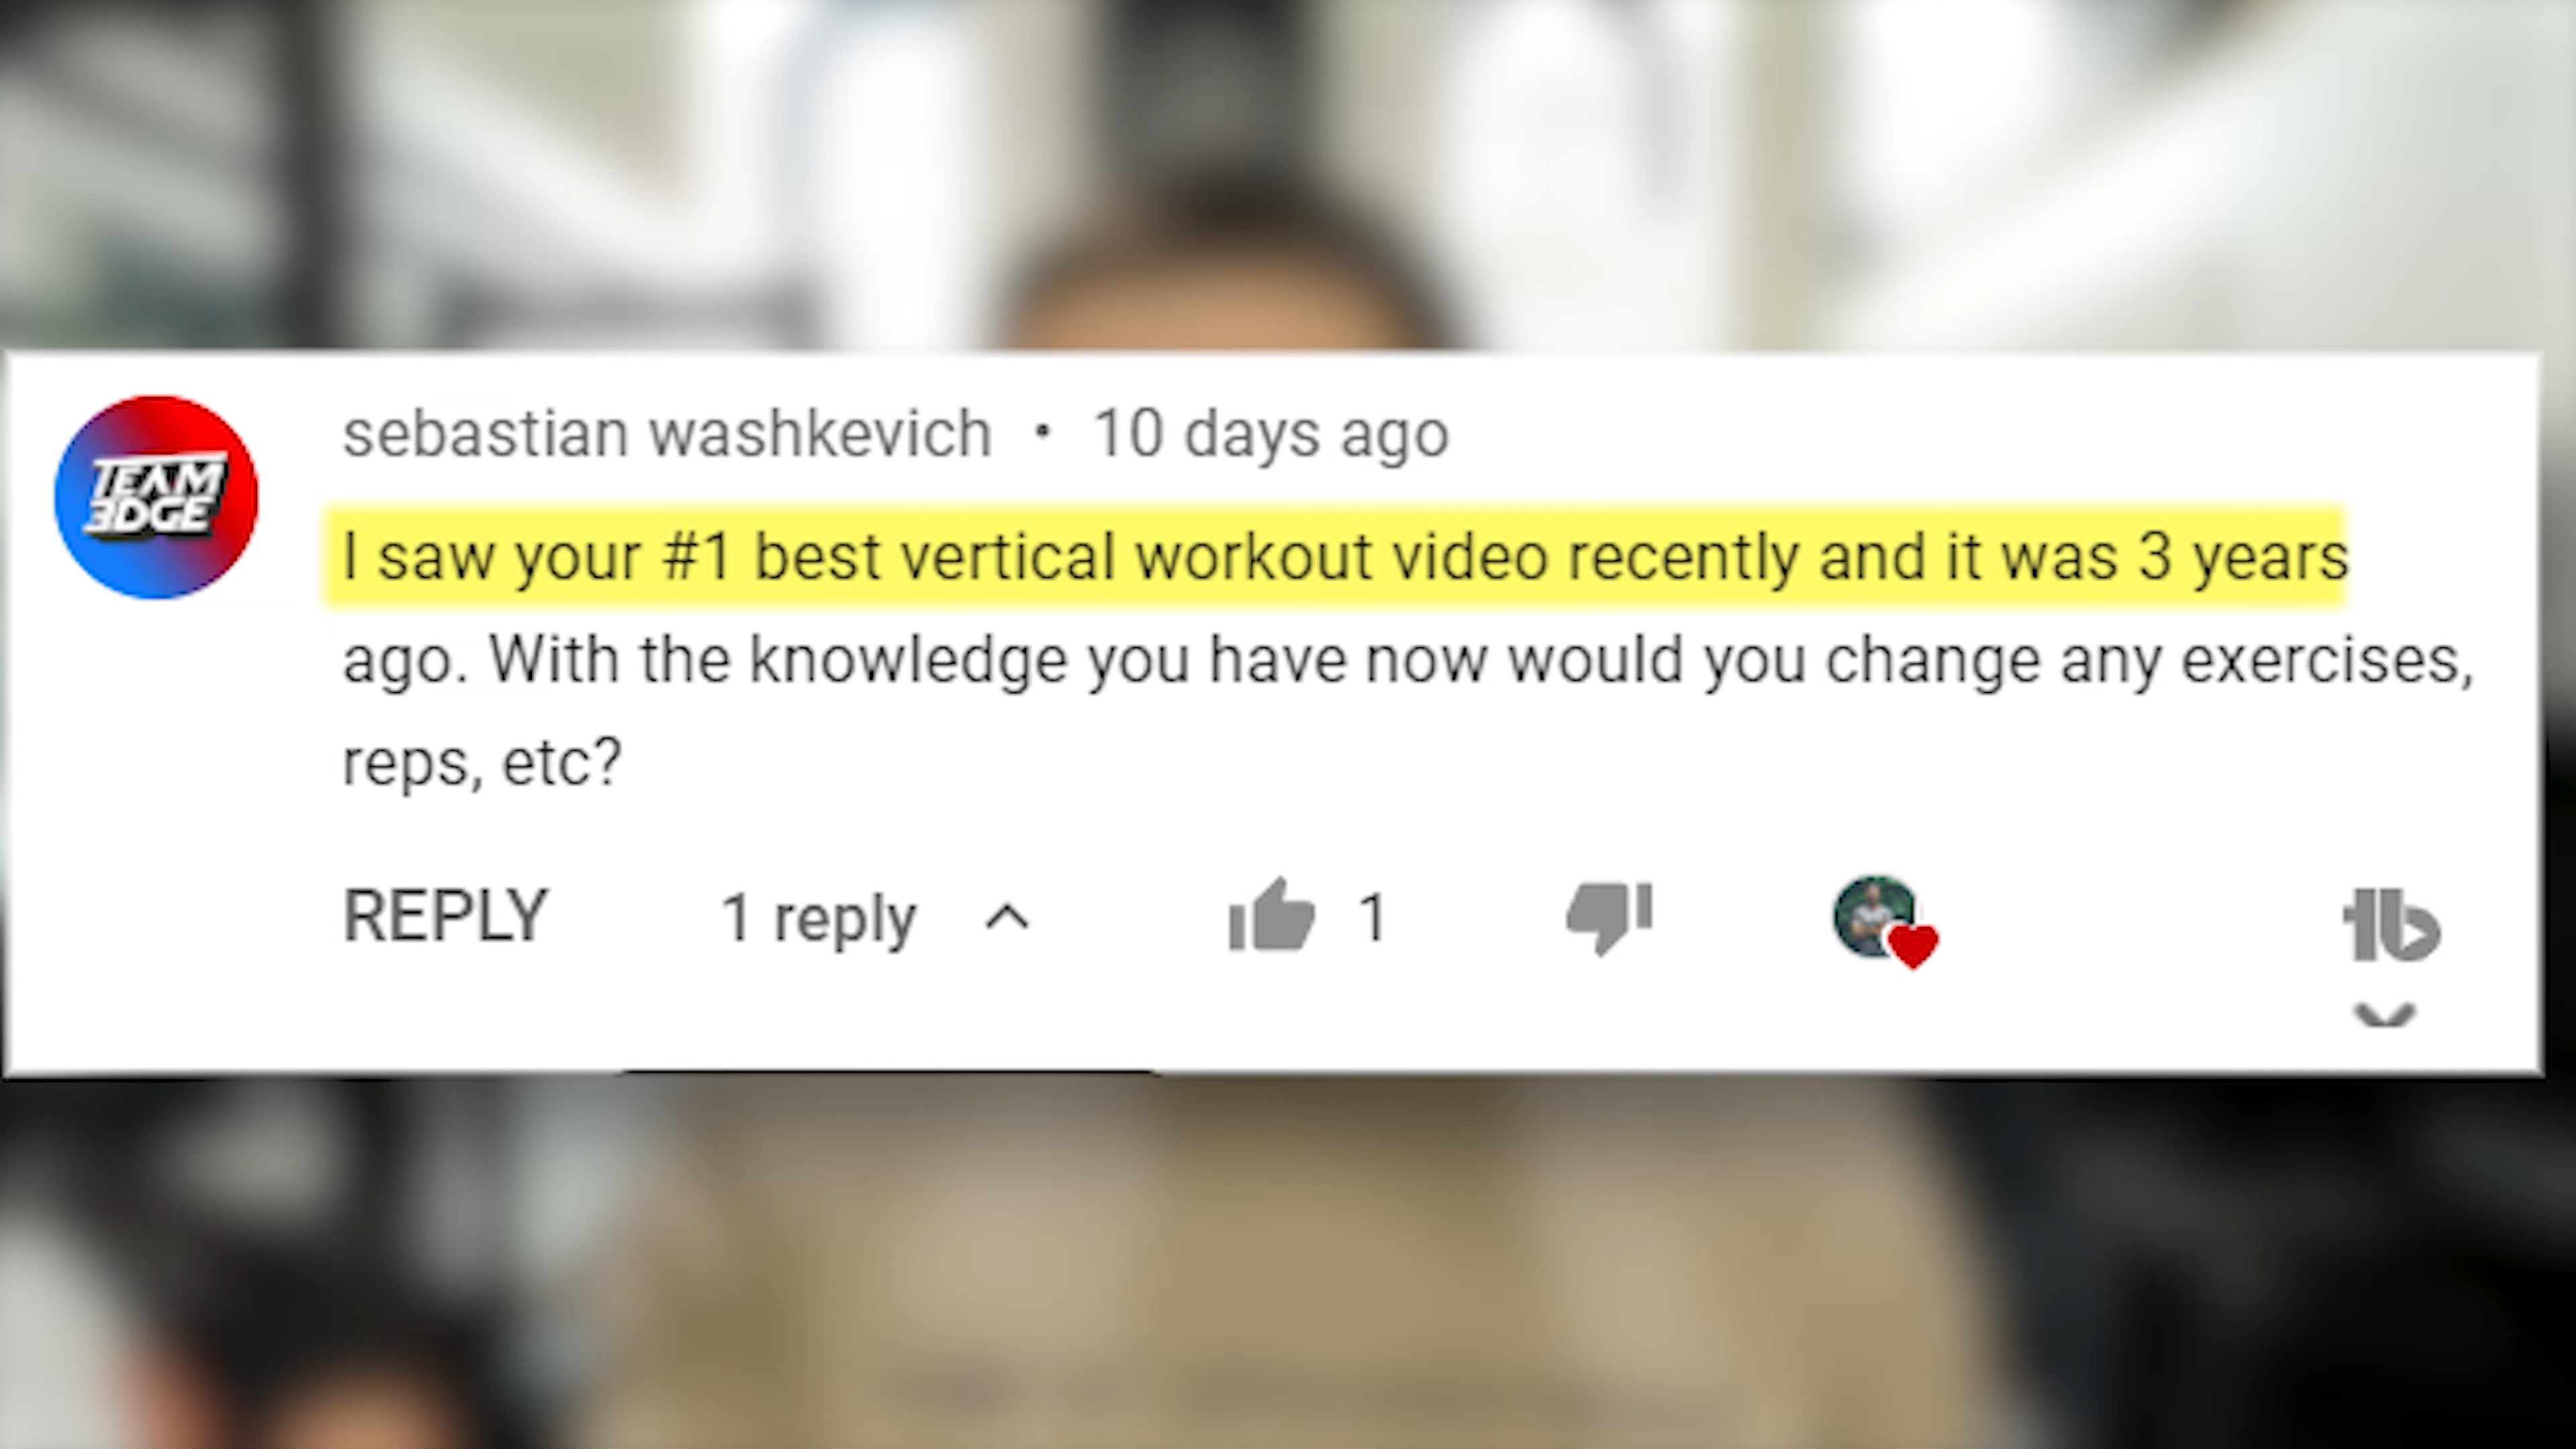 sebastian washkevich • 10 days ago
TEAM
EDGE
I saw your #1 best vertical workout video recently and it was 3 years
ago. With the knowledge you have now would you change any exercises,
reps, etc?
REPLY 1 reply 1